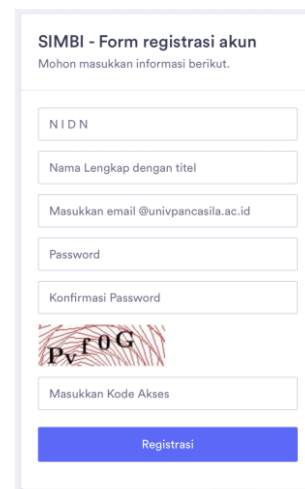 SIMBI - Form registrasi akun
Mohon masukkan informasi berikut.
N I D N
Nama Lengkap dengan titel
Masukkan email @univpancasila.ac.id
Password
Konfirmasi Password
Pvf0G
Masukkan Kode Akses
Registrasi